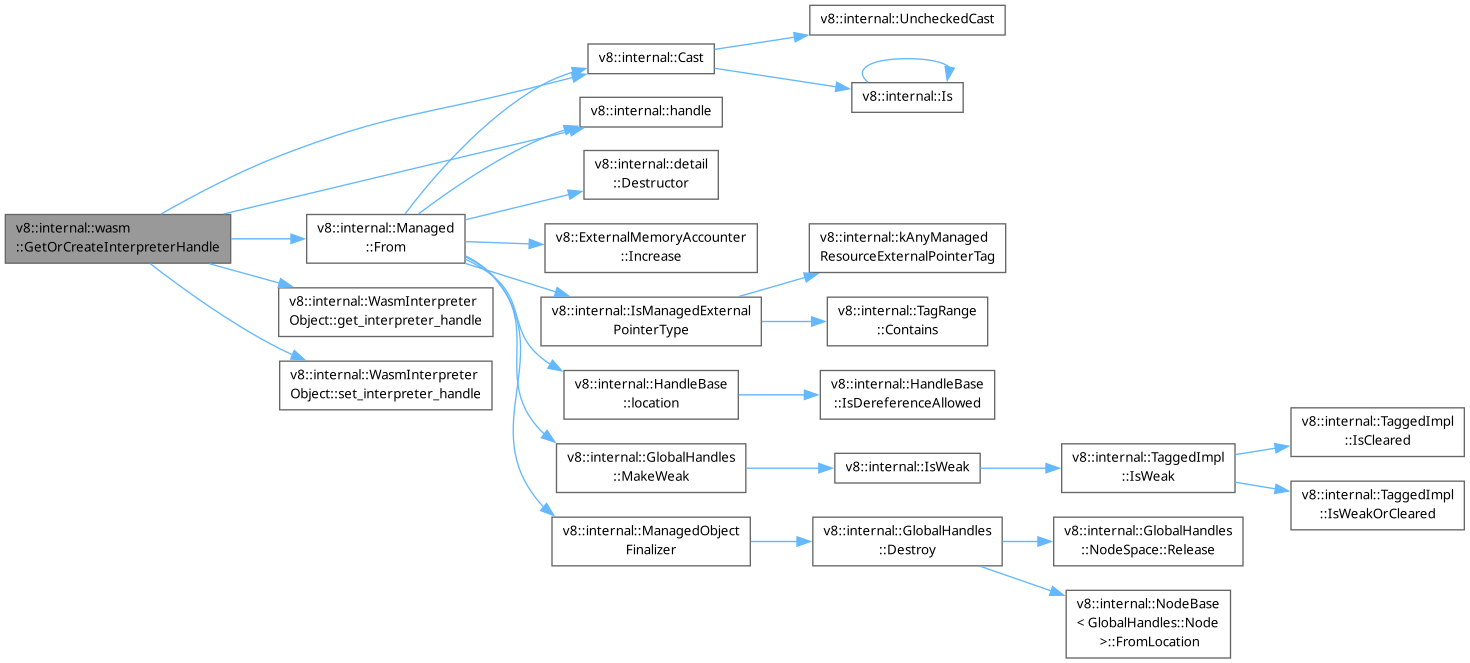 v8::internal::wasm
::GetOrCreateInterpreterHandle
v8::internal::Cast
v8::internal::UncheckedCast
v8::internal::Is
v8::internal::handle
v8::internal::Managed
::From
v8::internal::detail
::Destructor
v8::ExternalMemoryAccounter
::Increase
v8::internal::IsManagedExternal
PointerType
v8::internal::kAnyManaged
ResourceExternalPointerTag
v8::internal::TagRange
::Contains
v8::internal::HandleBase
::location
v8::internal::HandleBase
::IsDereferenceAllowed
v8::internal::GlobalHandles
::MakeWeak
v8::internal::IsWeak
v8::internal::TaggedImpl
::IsWeak
v8::internal::TaggedImpl
::IsCleared
v8::internal::TaggedImpl
::IsWeakOrCleared
v8::internal::ManagedObject
Finalizer
v8::internal::GlobalHandles
::Destroy
v8::internal::GlobalHandles
::NodeSpace::Release
v8::internal::NodeBase
< GlobalHandles::Node
>::FromLocation
v8::internal::WasmInterpreter
Object::get_interpreter_handle
v8::internal::WasmInterpreter
Object::set_interpreter_handle